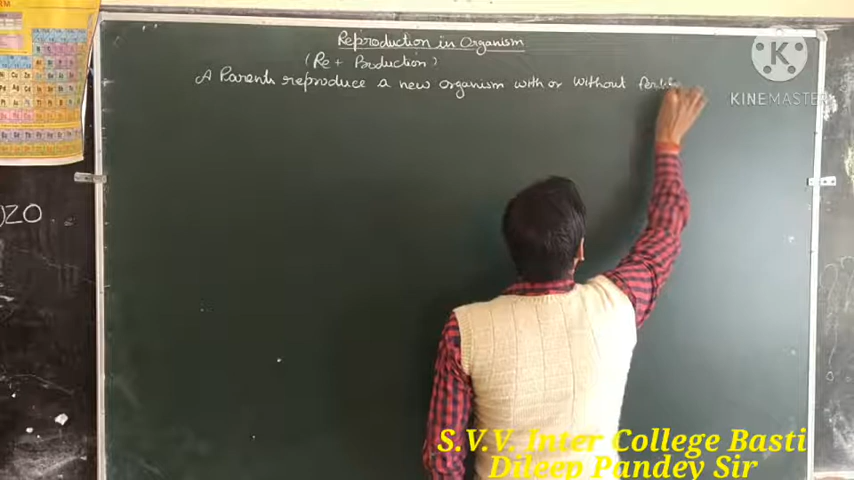 Reproduction in Organism
(Re + Production)
A Parent reproduce a new organism with or without
K
KINEMASTER
S.V.V. Inter College Basti
Dileep Pandey Sir